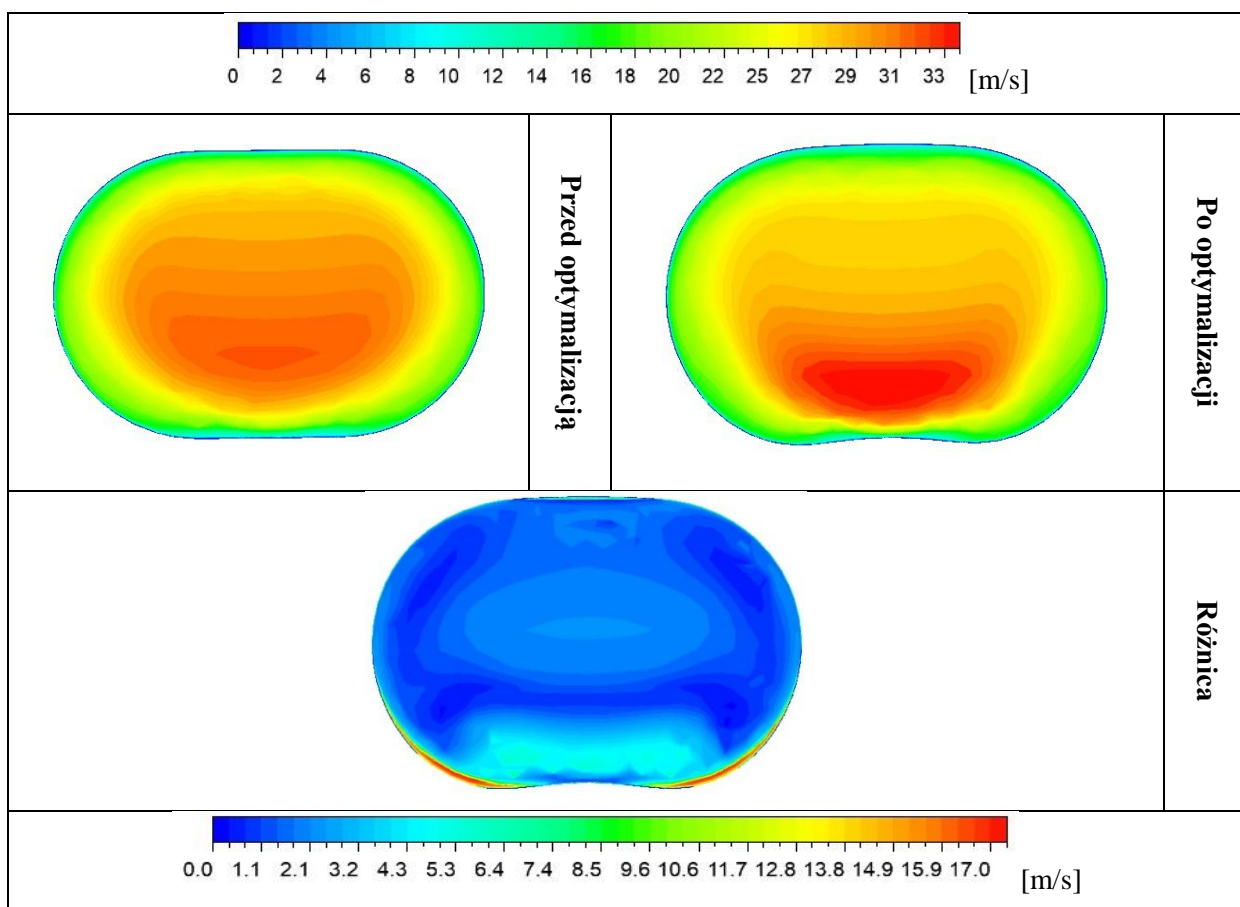 0 2 4 6 8 10 12 14 16 18 20 22 25 27 29 31 33 [m/s]
Przed optymalizacją
Po optymalizacji
Różnica
0.0 1.1 2.1 3.2 4.3 5.3 6.4 7.4 8.5 9.6 10.6 11.7 12.8 13.8 14.9 15.9 17.0 [m/s]